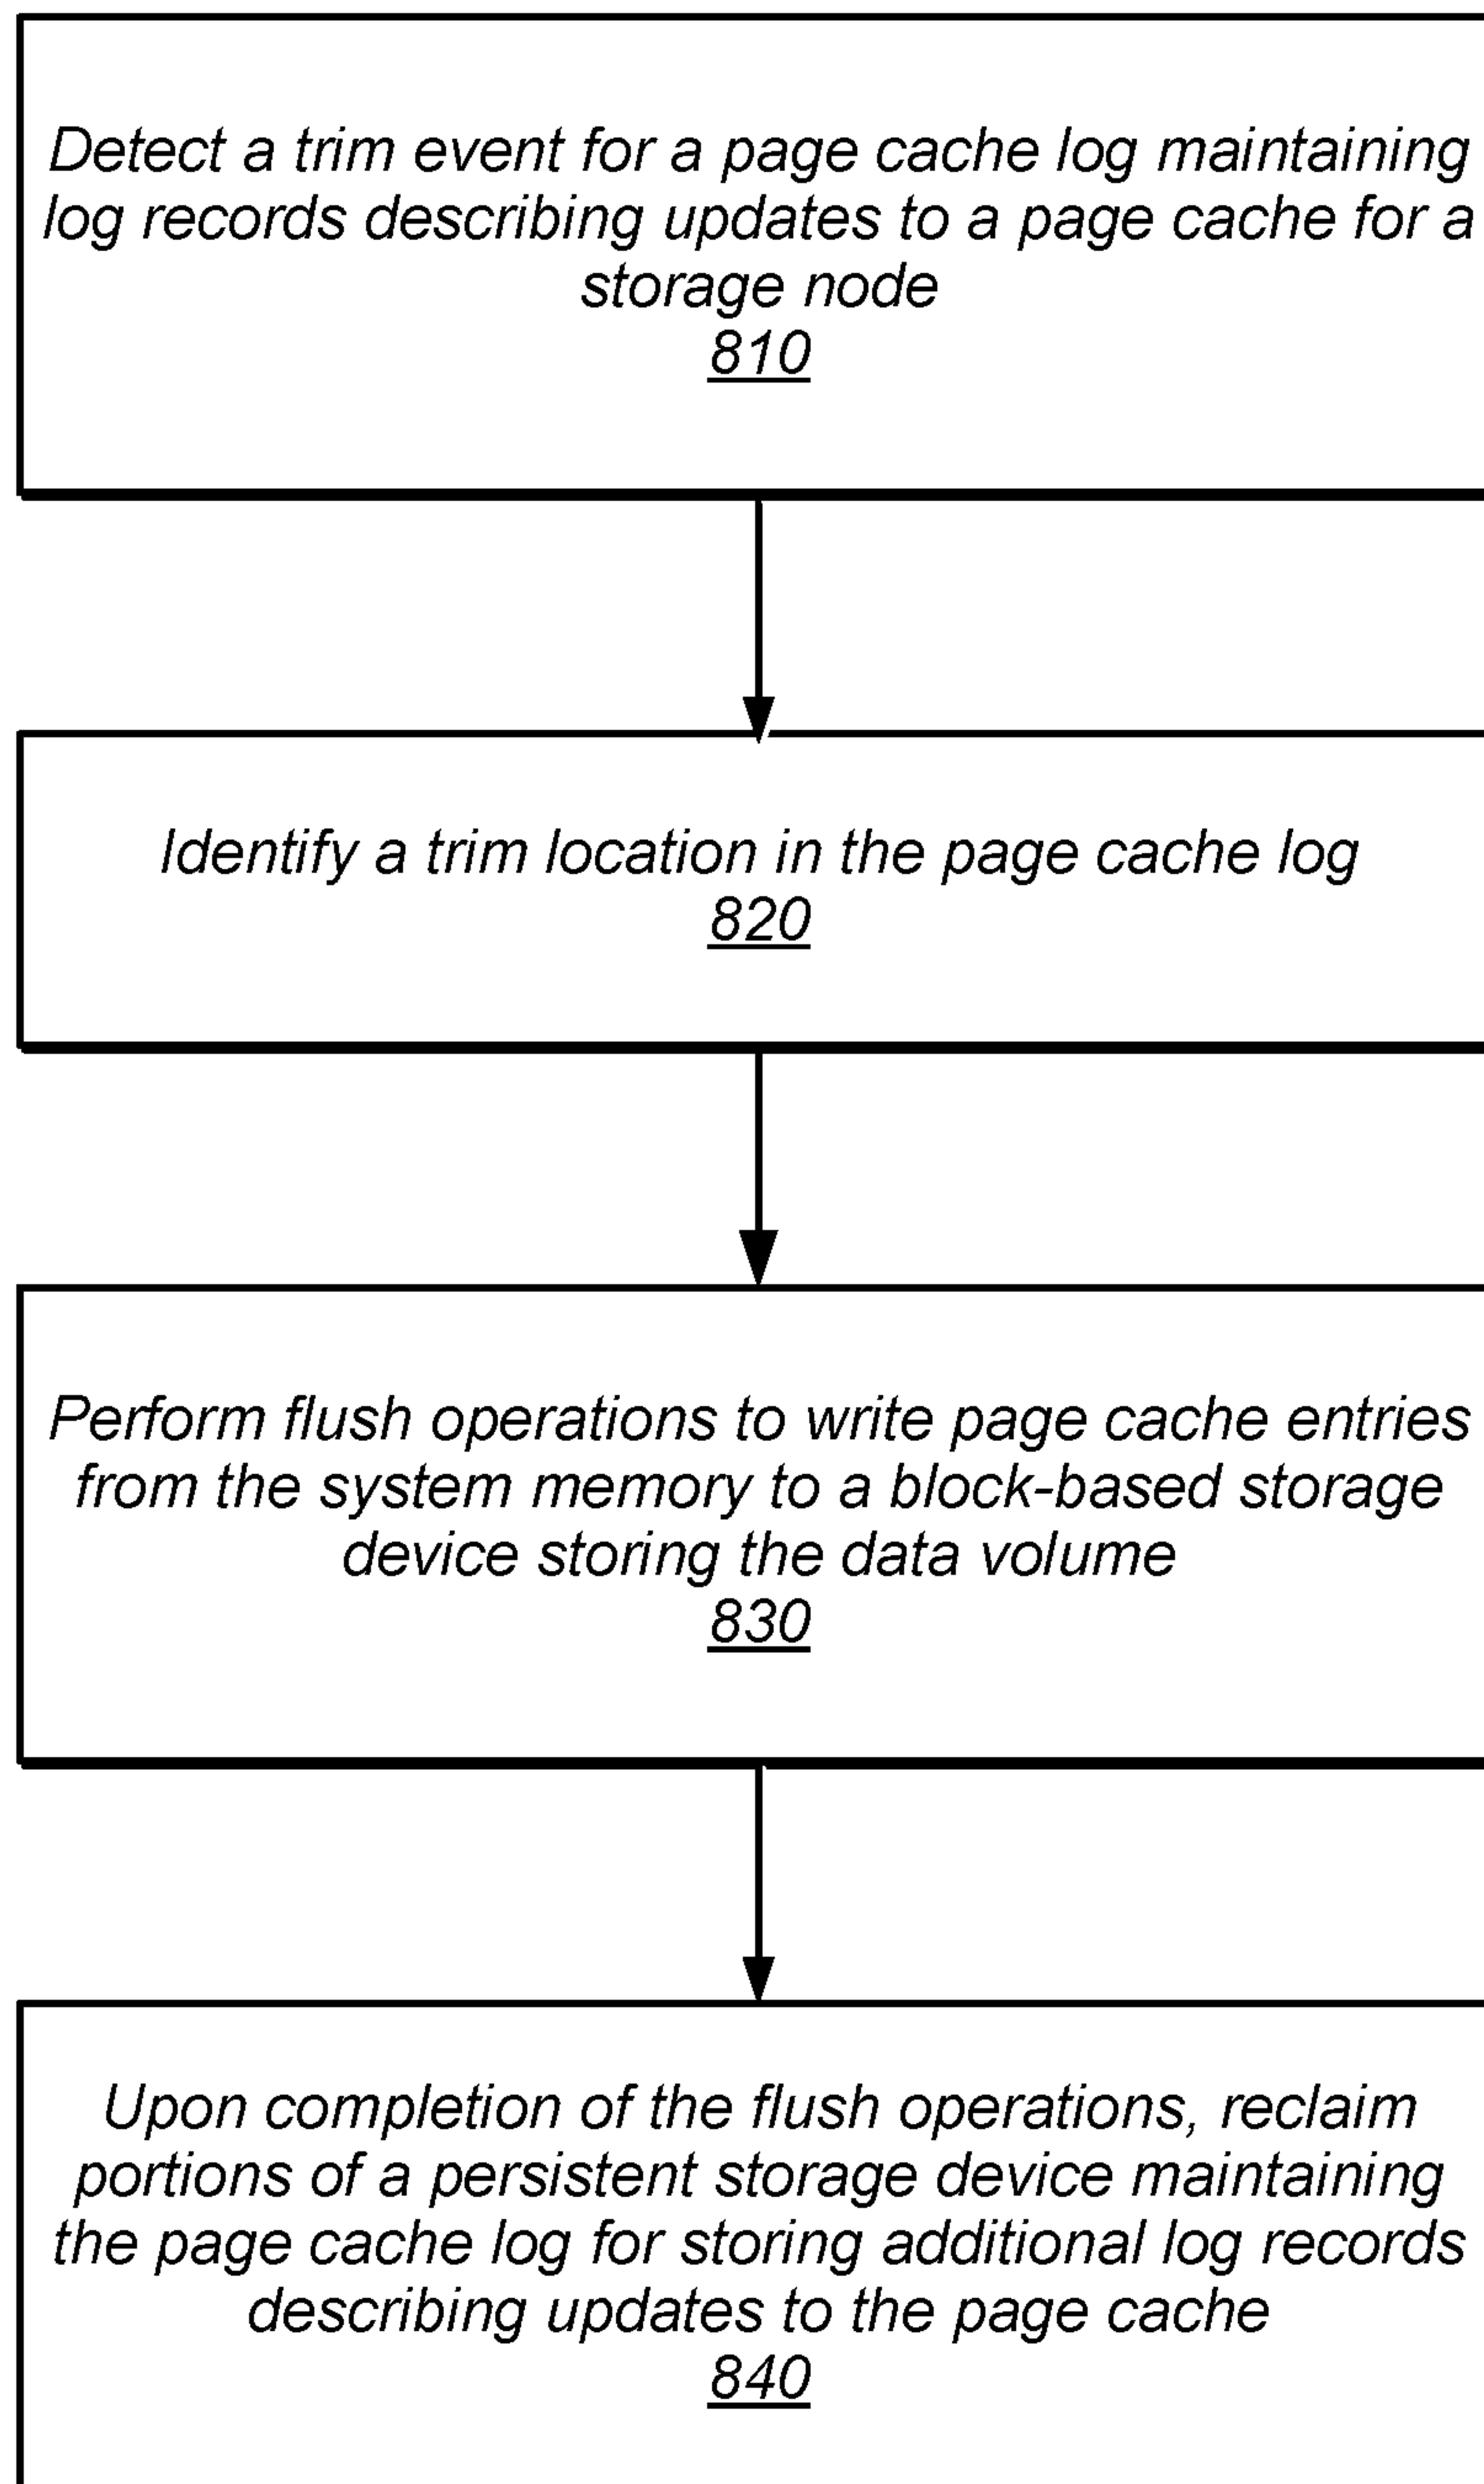 Detect a trim event for a page cache log maintaining
log records describing updates to a page cache for a
storage node
810
Identify a trim location in the page cache log
820
Perform flush operations to write page cache entries
from the system memory to a block-based storage
device storing the data volume
830
Upon completion of the flush operations, reclaim
portions of a persistent storage device maintaining
the page cache log for storing additional log records
describing updates to the page cache
840